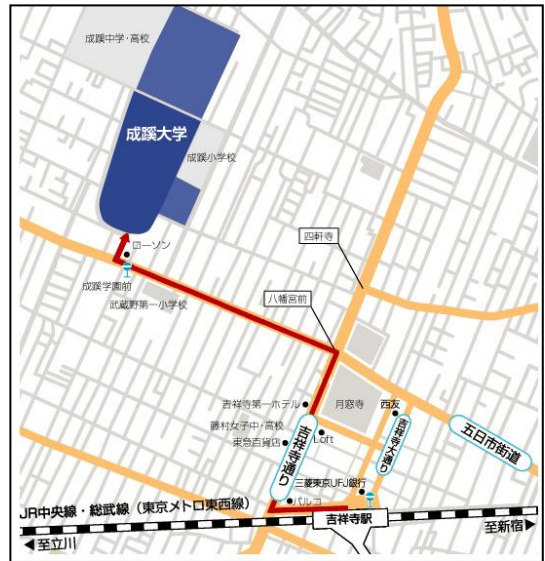 成蹊中学・高校
成蹊大学
成蹊小学校
ローソン
四軒寺
成蹊学園前
武蔵野第一小学校
八幡宮前
吉祥寺第一ホテル
月窓寺
西友
藤村女子中・高校
東急百貨店
Loft
吉祥寺通り
吉祥寺大通り
五日市街道
三菱東京UFJ銀行
パルコ
JR中央線・総武線(東京メトロ東西線)
吉祥寺駅
至新宿
至立川